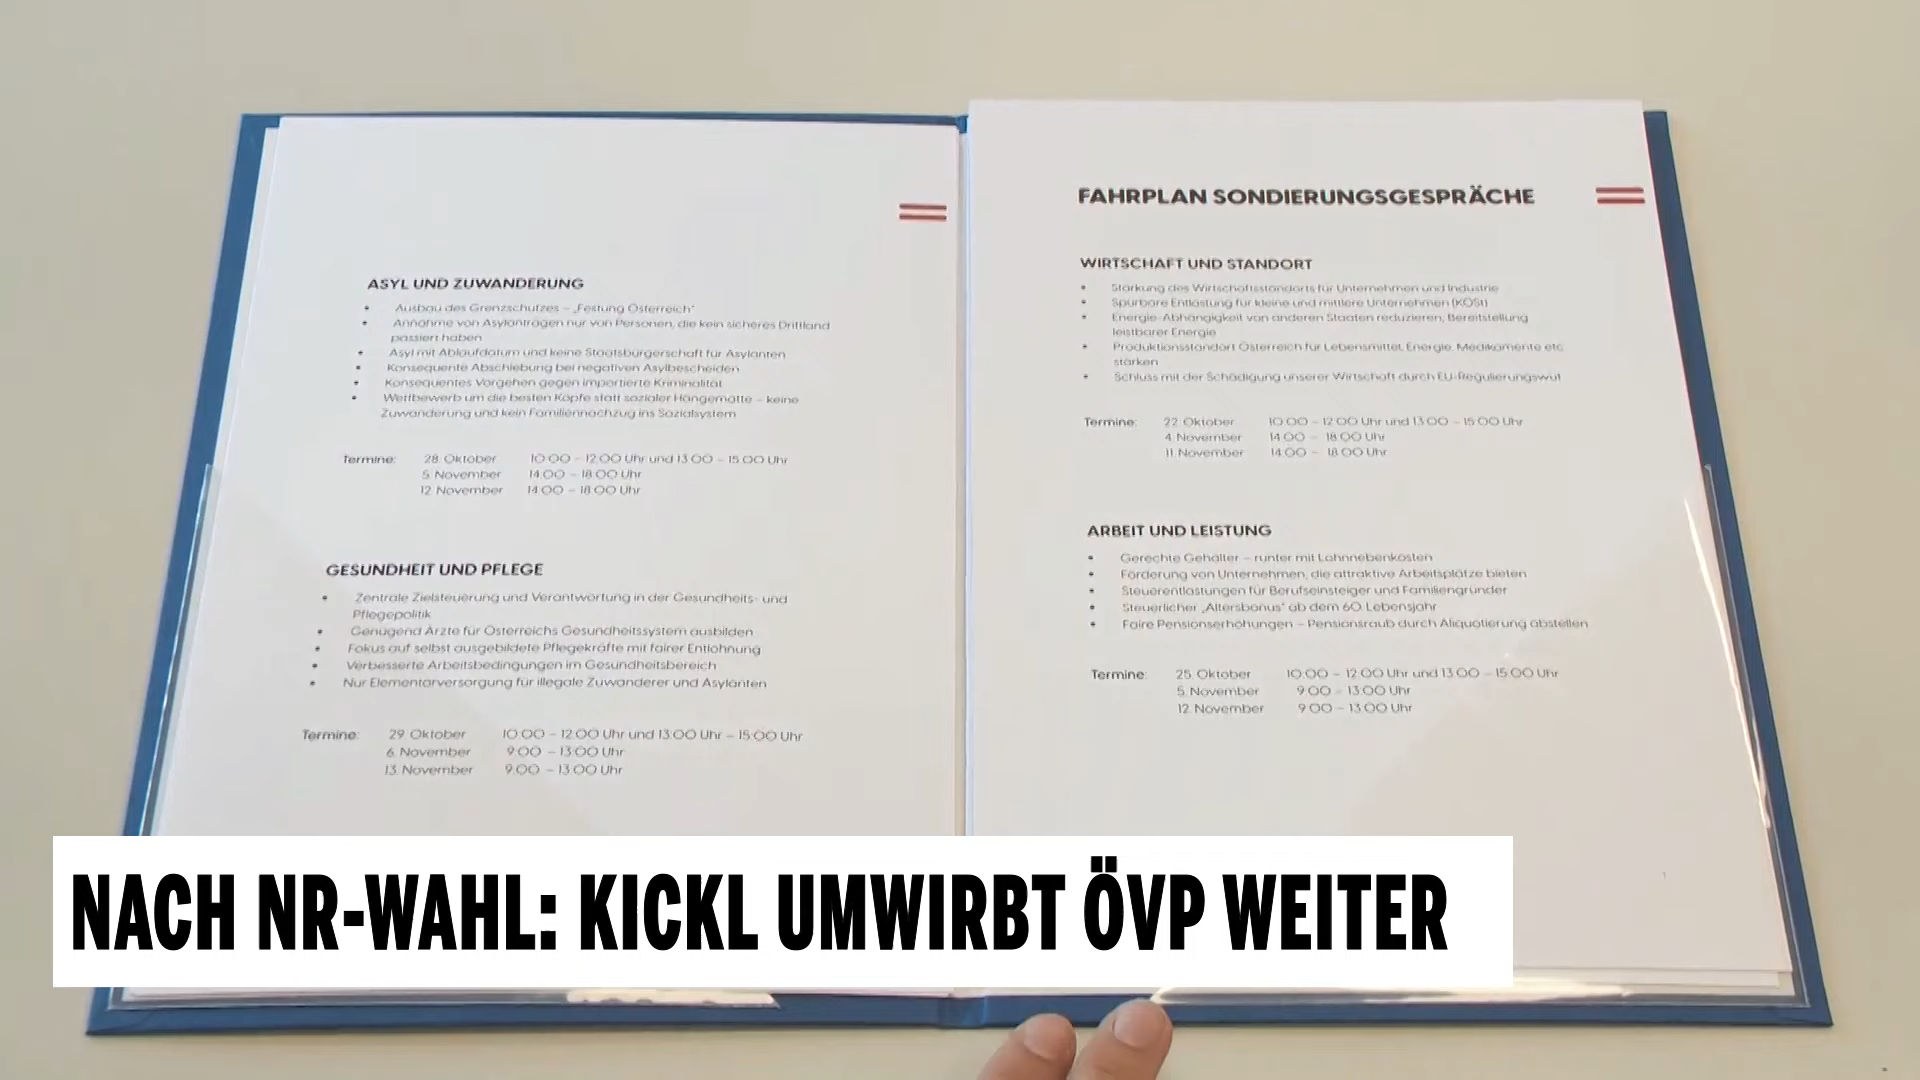 ASYL UND ZUWANDERUNG
• Ausbau des Grenzschutzes – „Festung Österreich"
• Annahme von Asylanträgen nur von Personen, die kein sicheres Drittland
passiert haben
• Asyl mit Ablaufdatum und keine Staatsbürgerschaft für Asylanten
• Konsequente Abschiebung bei negativen Asylbescheiden
• Konsequentes Vorgehen gegen importierte Kriminalität
• Wettbewerb um die besten Köpfe statt sozialer Hängematte – keine
Zuwanderung und kein Familiennachzug ins Sozialsystem
Termine: 28. Oktober 10:00 – 12:00 Uhr und 13:00 – 15:00 Uhr
5. November 14:00 – 18:00 Uhr
12. November 14:00 – 18:00 Uhr
GESUNDHEIT UND PFLEGE
• Zentrale Zielsteuerung und Verantwortung in der Gesundheits- und
Pflegepolitik
• Genügend Ärzte für Österreichs Gesundheitssystem ausbilden
• Fokus auf selbst ausgebildete Pflegekräfte mit fairer Entlohnung
• Verbesserte Arbeitsbedingungen im Gesundheitsbereich
• Nur Elementarversorgung für illegale Zuwanderer und Asylanten
Termine: 29. Oktober 10:00 – 12:00 Uhr und 13:00 Uhr – 15:00 Uhr
6. November 9:00 – 13:00 Uhr
13. November 9:00 – 13:00 Uhr
FAHRPLAN SONDIERUNGSGESPRÄCHE
WIRTSCHAFT UND STANDORT
• Stärkung des Wirtschaftsstandorts für Unternehmen und Industrie
• Spürbare Entlastung für kleine und mittlere Unternehmen (KÖSt)
• Energie-Abhängigkeit von anderen Staaten reduzieren, Bereitstellung
leistbarer Energie
• Produktionsstandort Österreich für Lebensmittel, Energie, Medikamente etc.
stärken
• Schluss mit der Schädigung unserer Wirtschaft durch EU-Regulierungswut
Termine: 22. Oktober 10:00 – 12:00 Uhr und 13:00 – 15:00 Uhr
4. November 14:00 – 18:00 Uhr
11. November 14:00 – 18:00 Uhr
ARBEIT UND LEISTUNG
• Gerechte Gehälter – runter mit Lohnnebenkosten
• Förderung von Unternehmen, die attraktive Arbeitsplätze bieten
• Steuerentlastungen für Berufseinsteiger und Familiengründer
• Steuerlicher „Altersbonus" ab dem 60. Lebensjahr
• Faire Pensionserhöhungen – Pensionsraub durch Aliquotierung abstellen
Termine: 25. Oktober 10:00 – 12:00 Uhr und 13:00 – 15:00 Uhr
5. November 9:00 – 13:00 Uhr
12. November 9:00 – 13:00 Uhr
1
NACH NR-WAHL: KICKL UMWIRBT ÖVP WEITER